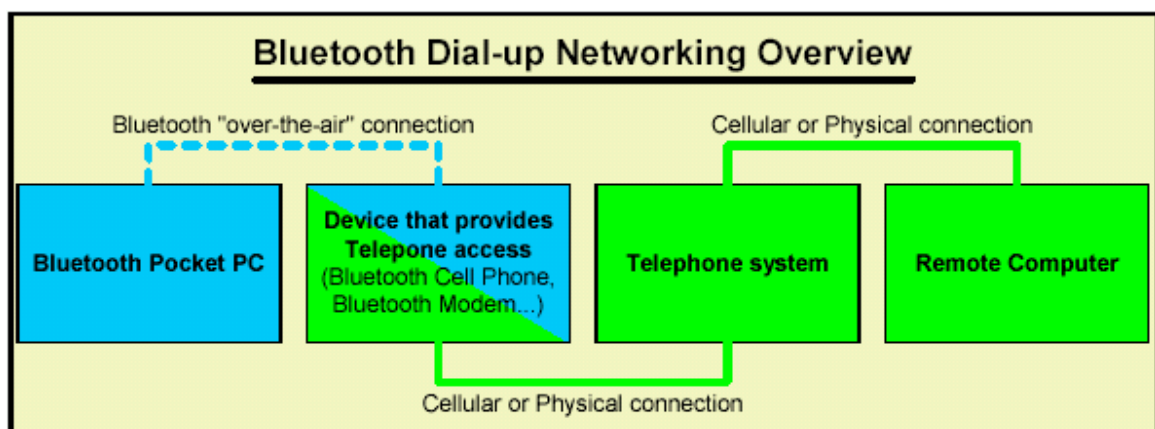 Bluetooth Dial-up Networking Overview
Bluetooth "over-the-air" connection
Cellular or Physical connection
Bluetooth Pocket PC
Device that provides
Telepone access
(Bluetooth Cell Phone,
Bluetooth Modem...)
Telephone system
Remote Computer
Cellular or Physical connection